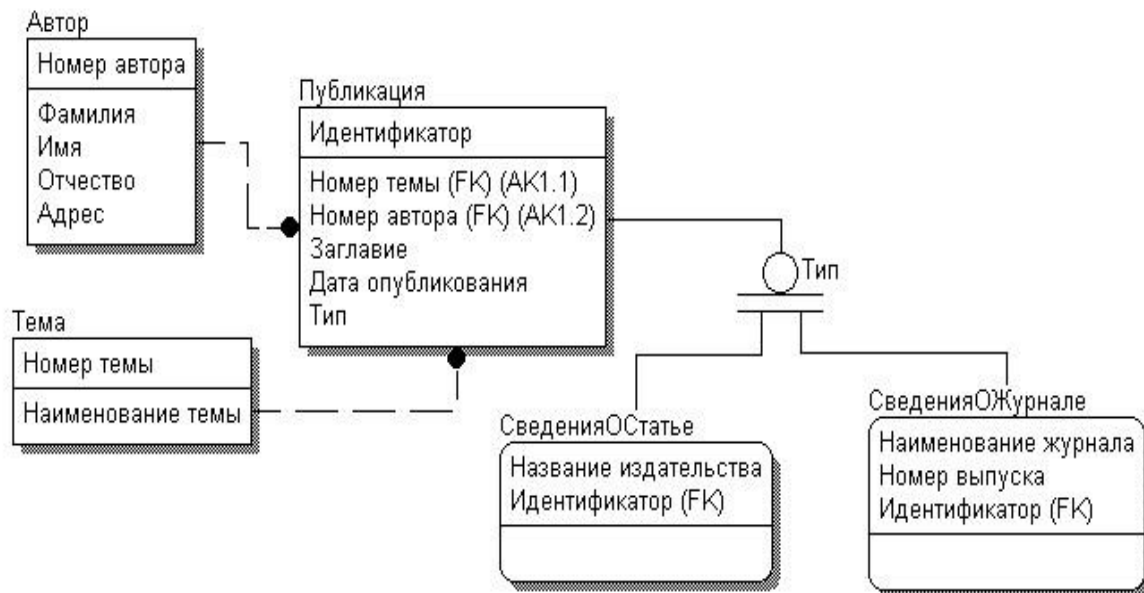 Автор
Номер автора
Фамилия
Имя
Отчество
Адрес
Публикация
Идентификатор
Номер темы (FK) (AK1.1)
Номер автора (FK) (AK1.2)
Заглавие
Дата опубликования
Тип
Тип
Тема
Номер темы
Наименование темы
СведенияОСтатье
Название издательства
Идентификатор (FK)
СведенияОЖурнале
Наименование журнала
Номер выпуска
Идентификатор (FK)